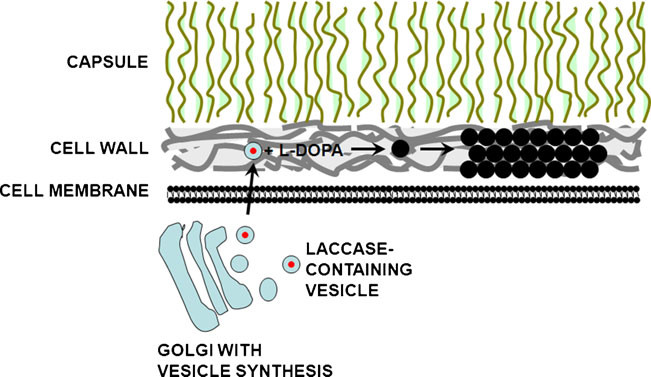 CAPSULE
CELL WALL
+ L-DOPA
CELL MEMBRANE
LACCASE-
CONTAINING
VESICLE
GOLGI WITH
VESICLE SYNTHESIS